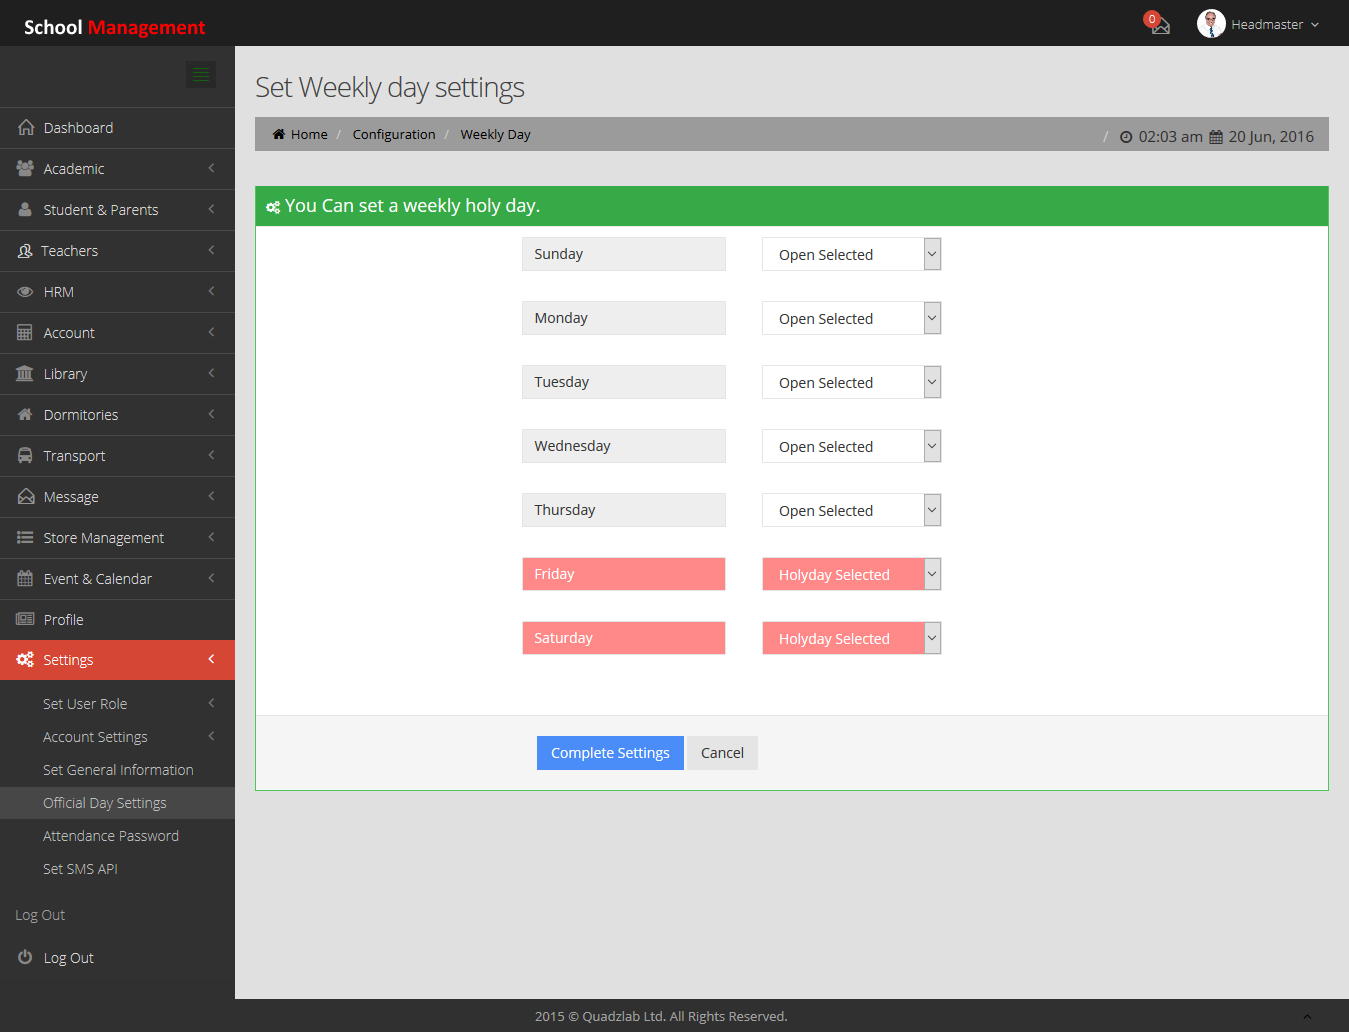 School Management
0
Headmaster
Set Weekly day settings
Home / Configuration / Weekly Day
/ 02:03 am 20 Jun, 2016
Dashboard
Academic
Student & Parents
Teachers
HRM
Account
Library
Dormitories
Transport
Message
Store Management
Event & Calendar
Profile
Settings
Set User Role
Account Settings
Set General Information
Official Day Settings
Attendance Password
Set SMS API
Log Out
Log Out
You Can set a weekly holy day.
Sunday Open Selected
Monday Open Selected
Tuesday Open Selected
Wednesday Open Selected
Thursday Open Selected
Friday Holyday Selected
Saturday Holyday Selected
Complete Settings Cancel
2015 © Quadzlab Ltd. All Rights Reserved.